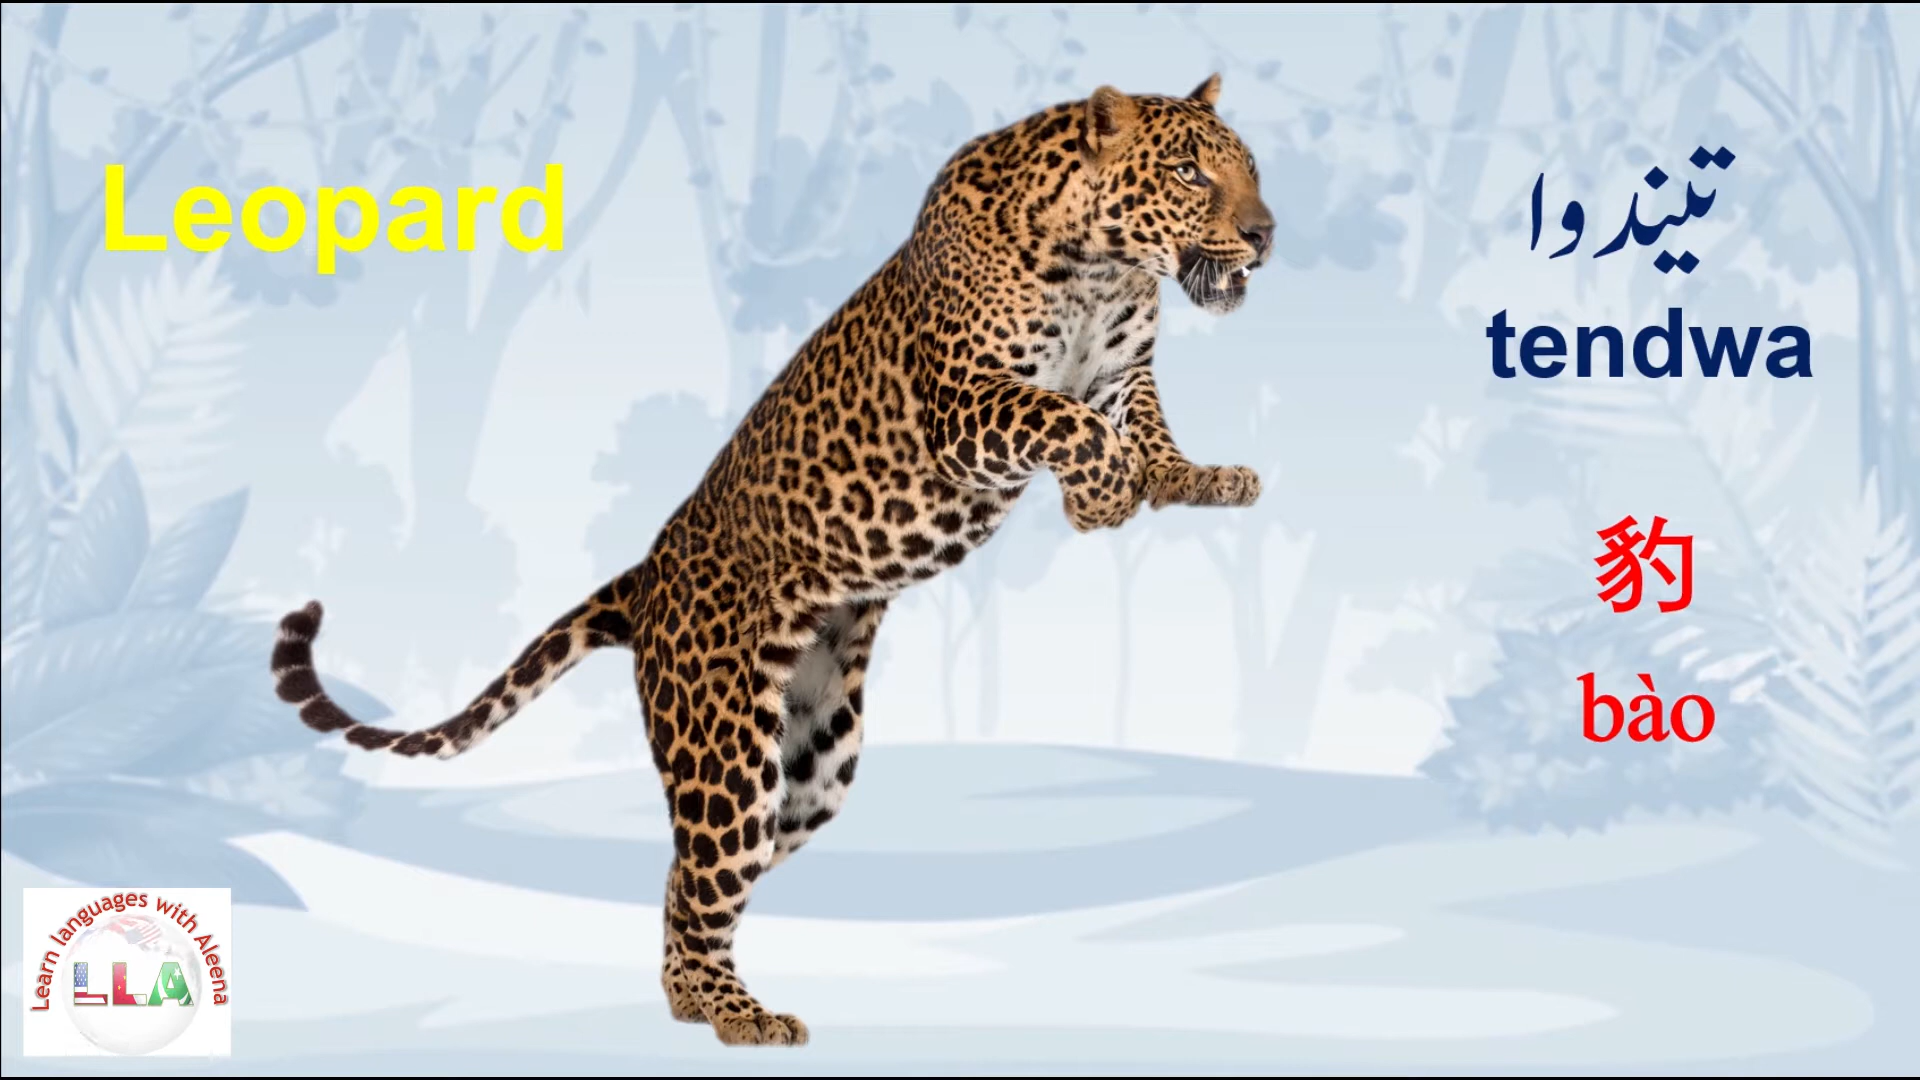 Leopard
تیندوا
tendwa
豹
bào
Learn languages with Aleena
LLA